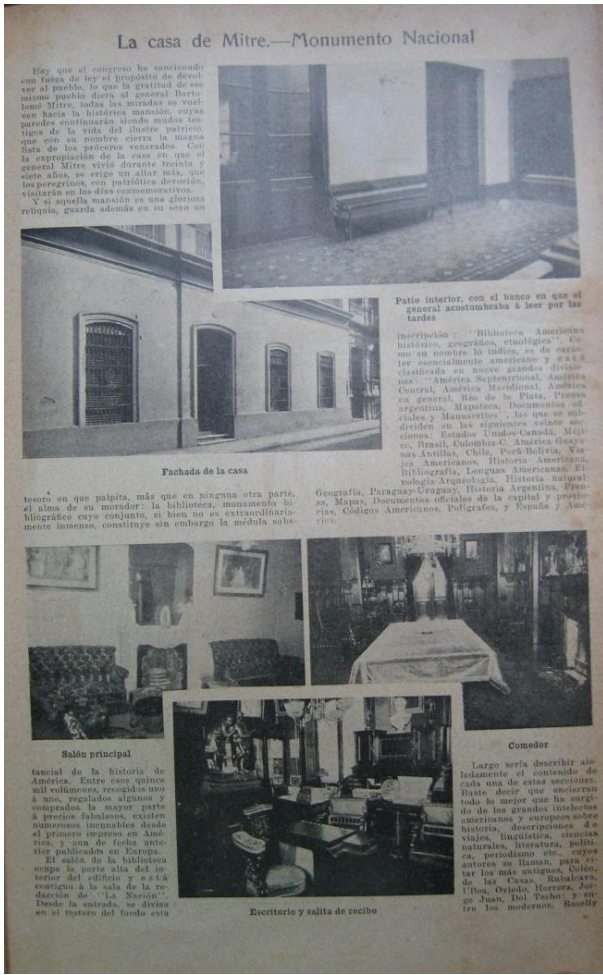 La casa de Mitre.—Monumento Nacional
Hoy que el congreso ha sancionado
con fuerza de ley el propósito de devol-
ver al pueblo, lo que la gratitud de ese
mismo pueblo diera al general Barto-
lomé Mitre, todas las miradas se vuel-
ven hacia la histórica mansión, cuyas
paredes continuarán siendo mudos tes-
tigos de la vida del ilustre patricio,
que con su nombre cierra la magna
lista de los próceres venerados. Con
la expropiación de la casa en que el
general Mitre vivió durante treinta y
siete años, se erige un altar más, que
los peregrinos, con patriótica devoción,
visitarán en los días conmemorativos.
Y si aquella mansión es una gloriosa
reliquia, guarda además en su seno un
Fachada de la casa
tesoro en que palpita, más que en ninguna otra parte,
el alma de su morador: la biblioteca, monumento bi-
bliográfico cuyo conjunto, si bien no es extraordinaria-
mente inmenso, constituye sin embargo la médula subs-
Salón principal
tancial de la historia de
América. Entre esos quince
mil volúmenes, recogidos uno
á uno, regalados algunos y
comprados la mayor parte
á precios fabulosos, existen
numerosos incunables desde
el primero impreso en Amé-
rica, y aun de fecha ante-
rior publicados en Europa.
El salón de la biblioteca
ocupa la parte alta del in-
terior del edificio y está
contiguo á la sala de la re-
dacción de "La Nación".
Desde la entrada, se divisa
en el testero del fondo esta
Patio interior, con el banco en que el
general acostumbraba á leer por las
tardes
inscripción: "Biblioteca Americana
histórico, geográfico, etnológica". Co-
mo su nombre lo indica, es de carác-
ter esencialmente americano y está
clasificada en nueve grandes divisio-
nes: "América Septentrional, América
Central, América Meridional, América
en general, Río de la Plata, Prensa
argentina, Mapoteca, Documentos ofi-
ciales y Manuscritos", las que se sub-
dividen en las siguientes veinte sec-
ciones: Estados Unidos-Canadá, Méji-
co, Brasil, Colombia-C. América-Guaya-
nas-Antillas, Chile, Perú-Bolivia, Via-
jes Americanos, Historia Americana,
Bibliografía, Lenguas Americanas, Et-
nología-Arqueología, Historia natural-
Geografía, Paraguay-Uruguay, Historia Argentina, Pren-
sa, Mapas, Documentos oficiales de la capital y provin-
cias, Códigos Americanos, Polígrafos, y España y Amé-
rica.
Comedor
Largo sería describir ais-
ladamente el contenido de
cada una de estas secciones.
Baste decir que encierran
todo lo mejor que ha surgi-
do de los grandes intelectos
americanos y europeos sobre
historia, descripciones de
viajes, lingüística, ciencias
naturales, literatura, políti-
ca, periodismo etc., cuyos
autores se llaman, para ci-
tar los más antiguos, Colón,
de las Casas, Rubalcava,
Ulloa, Oviedo, Herrera, Jor-
ge Juan, Del Techo; y en-
tre los modernos, Roselly
Escritorio y salita de recibo